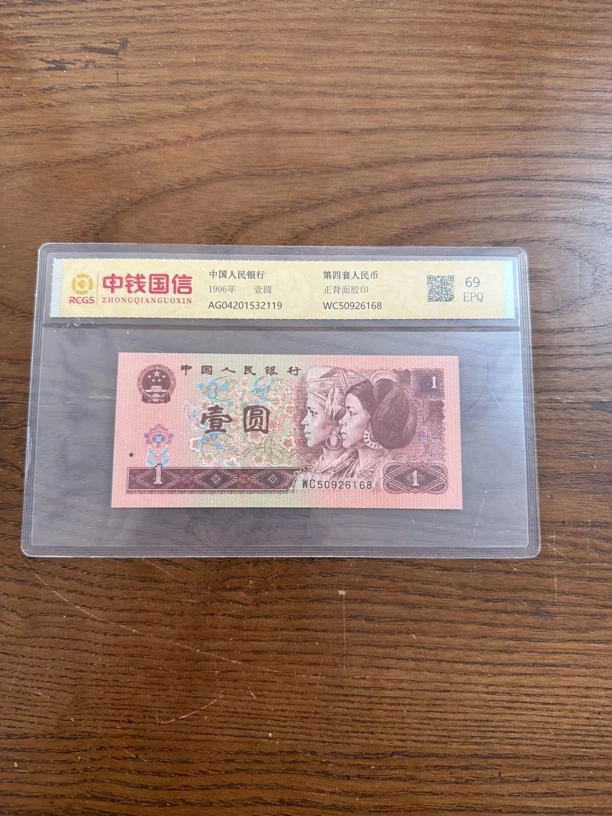 中钱国信
ZHONGQIANGUOXIN
RCGS
中国人民银行
1996年 壹圆
AG04201532119
第四套人民币
正背面胶印
WC50926168
69
EPQ
中国人民银行
壹圆
1
1
WC50926168
1